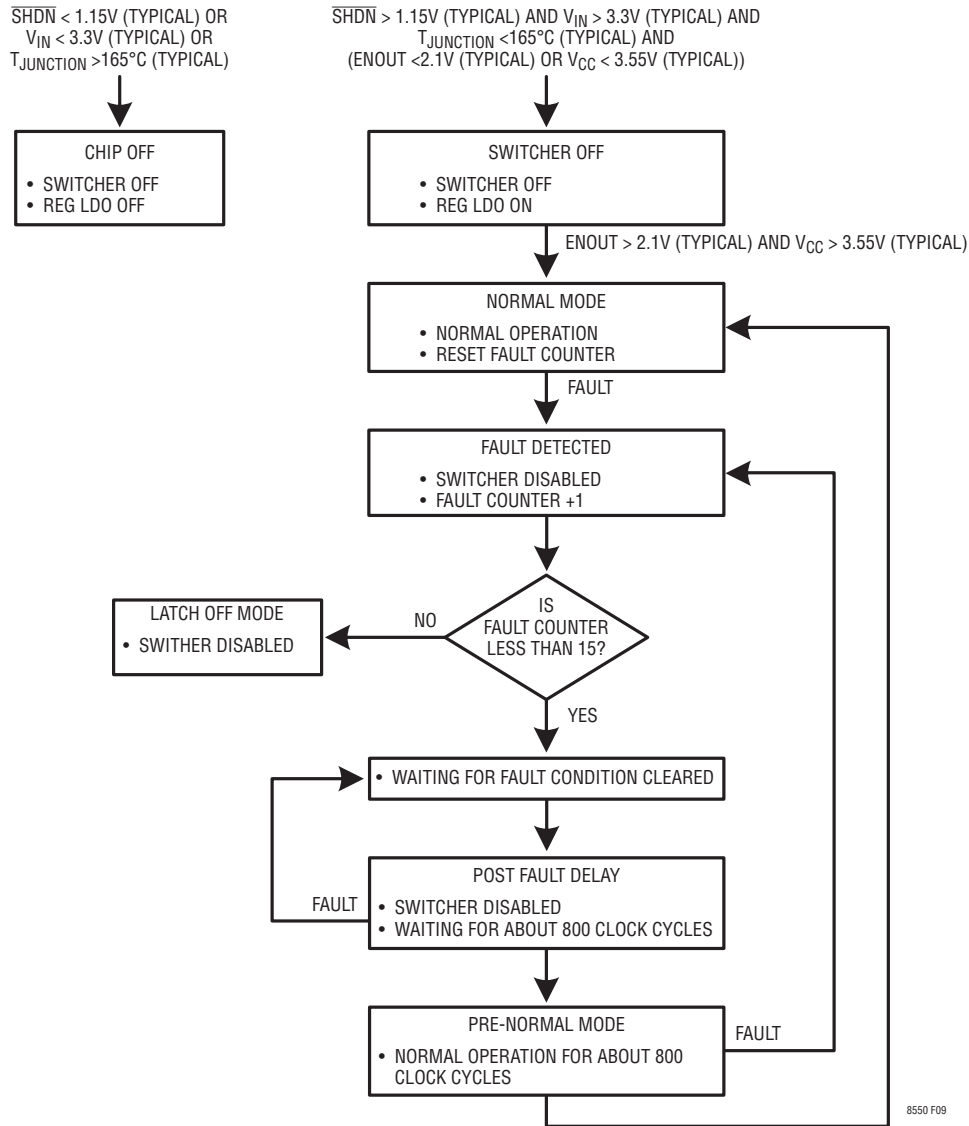 SHDN < 1.15V (TYPICAL) OR
VIN < 3.3V (TYPICAL) OR
TJUNCTION >165°C (TYPICAL)
SHDN > 1.15V (TYPICAL) AND VIN > 3.3V (TYPICAL) AND
TJUNCTION <165°C (TYPICAL) AND
(ENOUT <2.1V (TYPICAL) OR VCC < 3.55V (TYPICAL))
CHIP OFF
• SWITCHER OFF
• REG LDO OFF
SWITCHER OFF
• SWITCHER OFF
• REG LDO ON
ENOUT > 2.1V (TYPICAL) AND VCC > 3.55V (TYPICAL)
NORMAL MODE
• NORMAL OPERATION
• RESET FAULT COUNTER
FAULT
FAULT DETECTED
• SWITCHER DISABLED
• FAULT COUNTER +1
IS
FAULT COUNTER
LESS THAN 15?
NO
LATCH OFF MODE
• SWITHER DISABLED
YES
• WAITING FOR FAULT CONDITION CLEARED
POST FAULT DELAY
• SWITCHER DISABLED
• WAITING FOR ABOUT 800 CLOCK CYCLES
FAULT
PRE-NORMAL MODE
• NORMAL OPERATION FOR ABOUT 800
CLOCK CYCLES
FAULT
8550 F09